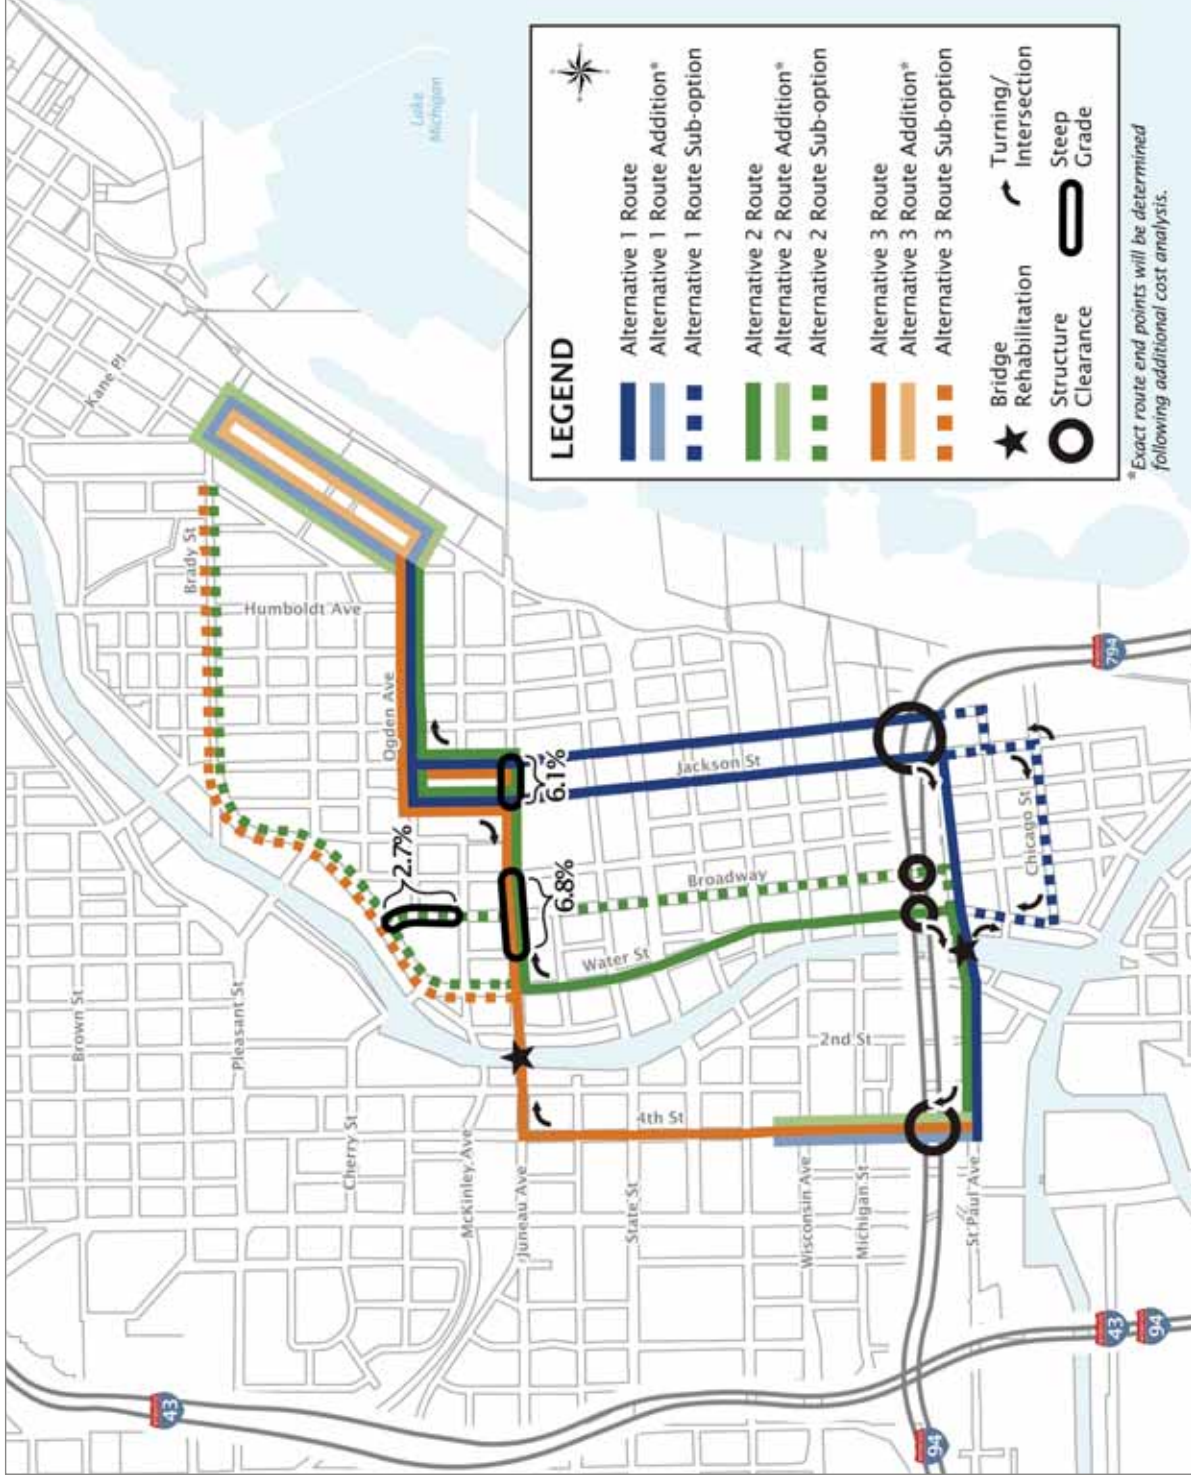 Lake
Michigan
Kane Pl
Brady St
Humboldt Ave
Ogden Ave
2.7%
6.1%
6.8%
Jackson St
Broadway
Water St
Chicago St
Brown St
Pleasant St
Cherry St
McKinley Ave
Juneau Ave
State St
4th St
2nd St
Wisconsin Ave
Michigan St
St Paul Ave
794
43
43
94
94
LEGEND
Alternative 1 Route
Alternative 1 Route Addition*
Alternative 1 Route Sub-option
Alternative 2 Route
Alternative 2 Route Addition*
Alternative 2 Route Sub-option
Alternative 3 Route
Alternative 3 Route Addition*
Alternative 3 Route Sub-option
Bridge
Rehabilitation
Turning/
Intersection
Structure
Clearance
Steep
Grade
*Exact route end points will be determined
following additional cost analysis.